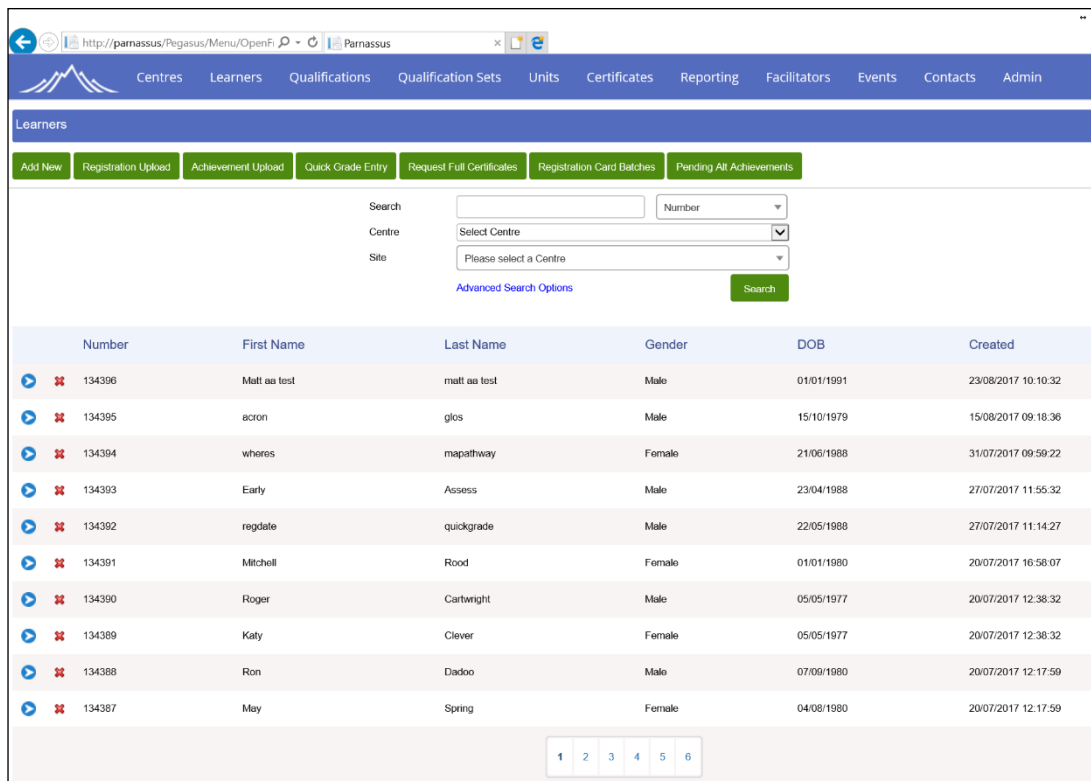 http://parnassus/Pegasus/Menu/OpenFi Parnassus
Centres Learners Qualifications Qualification Sets Units Certificates Reporting Facilitators Events Contacts Admin
Learners
Add New Registration Upload Achievement Upload Quick Grade Entry Request Full Certificates Registration Card Batches Pending Alt Achievements
Search Number
Centre Select Centre
Site Please select a Centre
Advanced Search Options Search
Number First Name Last Name Gender DOB Created
134396 Matt aa test matt aa test Male 01/01/1991 23/08/2017 10:10:32
134395 acron glos Male 15/10/1979 15/08/2017 09:18:36
134394 wheres mapathway Female 21/06/1988 31/07/2017 09:59:22
134393 Early Assess Male 23/04/1988 27/07/2017 11:55:32
134392 regdate quickgrade Male 22/05/1988 27/07/2017 11:14:27
134391 Mitchell Rood Female 01/01/1980 20/07/2017 16:58:07
134390 Roger Cartwright Male 05/05/1977 20/07/2017 12:38:32
134389 Katy Clever Female 05/05/1977 20/07/2017 12:38:32
134388 Ron Dadoo Male 07/09/1980 20/07/2017 12:17:59
134387 May Spring Female 04/08/1980 20/07/2017 12:17:59
1 2 3 4 5 6